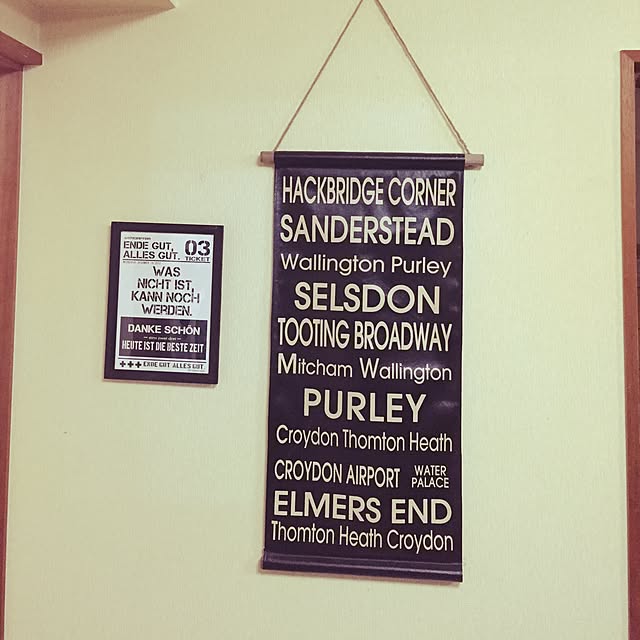 ENDE GUT,
ALLES GUT.
03
TICKET
WAS
NICHT IST,
KANN NOCH
WERDEN.
DANKE SCHÖN
HEUTE IST DIE BESTE ZEIT
+++ ENDE GUT ALLES GUT.
HACKBRIDGE CORNER
SANDERSTEAD
Wallington Purley
SELSDON
TOOTING BROADWAY
Mitcham Wallington
PURLEY
Croydon Thomton Heath
CROYDON AIRPORT
WATER
PALACE
ELMERS END
Thomton Heath Croydon